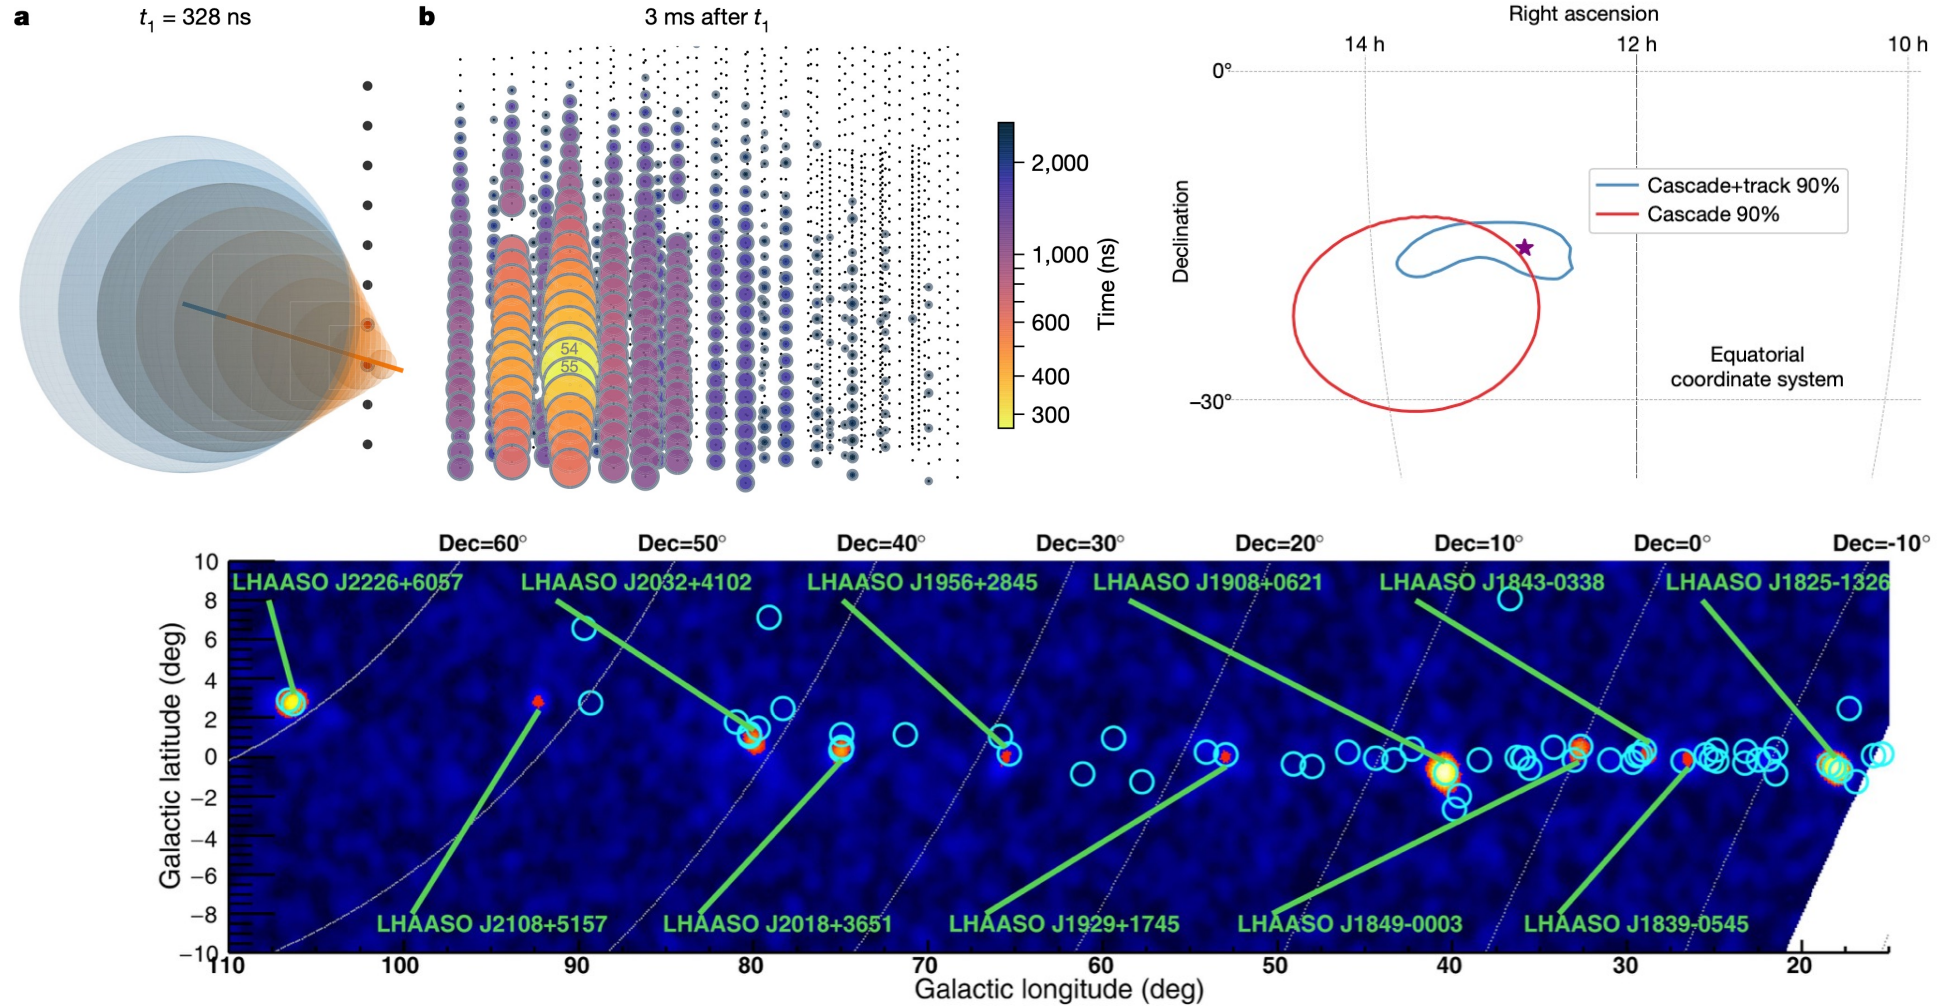 a
t1 = 328 ns
b
3 ms after t1
54
55
2,000
1,000
600
400
300
Time (ns)
Right ascension
14 h
12 h
10 h
0°
−30°
Declination
Cascade+track 90%
Cascade 90%
Equatorial
coordinate system
Dec=60° Dec=50° Dec=40° Dec=30° Dec=20° Dec=10° Dec=0° Dec=-10°
LHAASO J2226+6057 LHAASO J2032+4102 LHAASO J1956+2845 LHAASO J1908+0621 LHAASO J1843-0338 LHAASO J1825-1326
10
8
6
4
2
0
−2
−4
−6
−8
−10
Galactic latitude (deg)
LHAASO J2108+5157 LHAASO J2018+3651 LHAASO J1929+1745 LHAASO J1849-0003 LHAASO J1839-0545
110 100 90 80 70 60 50 40 30 20
Galactic longitude (deg)